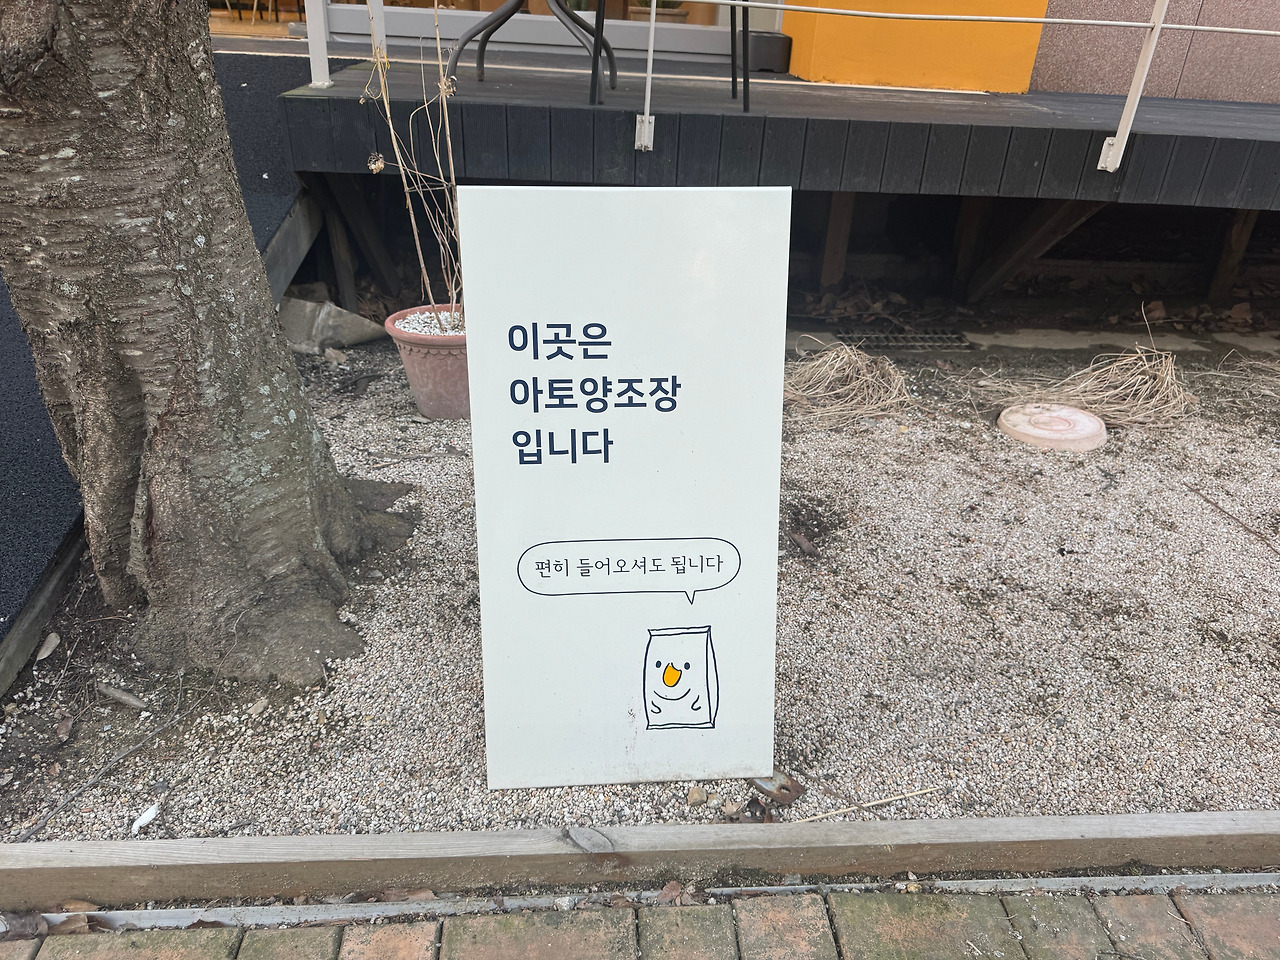 이곳은
아토양조장
입니다
편히 들어오셔도 됩니다